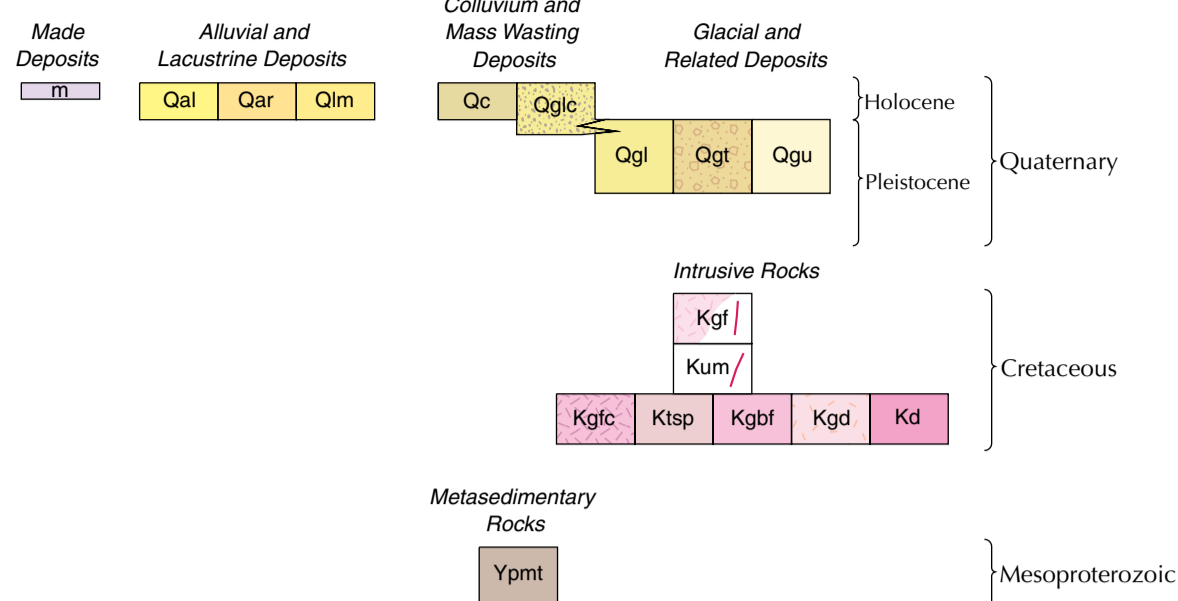 Made
Deposits
m
Alluvial and
Lacustrine Deposits
Qal
Qar
Qlm
Colluvium and
Mass Wasting
Deposits
Qc
Qglc
Glacial and
Related Deposits
Qgl
Qgt
Qgu
Holocene
Pleistocene
Quaternary
Intrusive Rocks
Kgf
Kum
Kgfc
Ktsp
Kgbf
Kgd
Kd
Cretaceous
Metasedimentary
Rocks
Ypmt
Mesoproterozoic